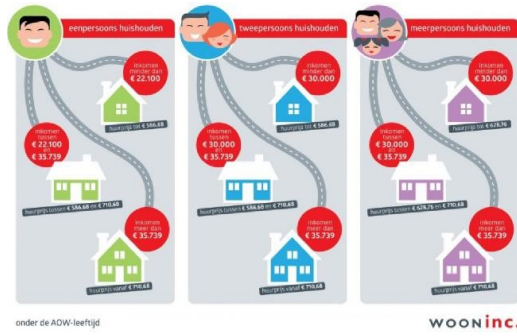 eenpersoons huishouden
inkomen
minder dan
€ 22.100
huurprijs tot € 586,68
inkomen
tussen
€ 22.100
en
€ 35.739
huurprijs tussen € 586,68 en € 710,68
inkomen
meer dan
€ 35.739
huurprijs vanaf € 710,68
tweepersoons huishouden
inkomen
minder dan
€ 30.000
huurprijs tot € 586,68
inkomen
tussen
€ 30.000
en
€ 35.739
huurprijs tussen € 586,68 en € 710,68
inkomen
meer dan
€ 35.739
huurprijs vanaf € 710,68
meerpersoons huishouden
inkomen
minder dan
€ 30.000
huurprijs tot € 628,76
inkomen
tussen
€ 30.000
en
€ 35.739
huurprijs tussen € 628,76 en € 710,68
inkomen
meer dan
€ 35.739
huurprijs vanaf € 710,68
onder de AOW-leeftijd
WOONinc.